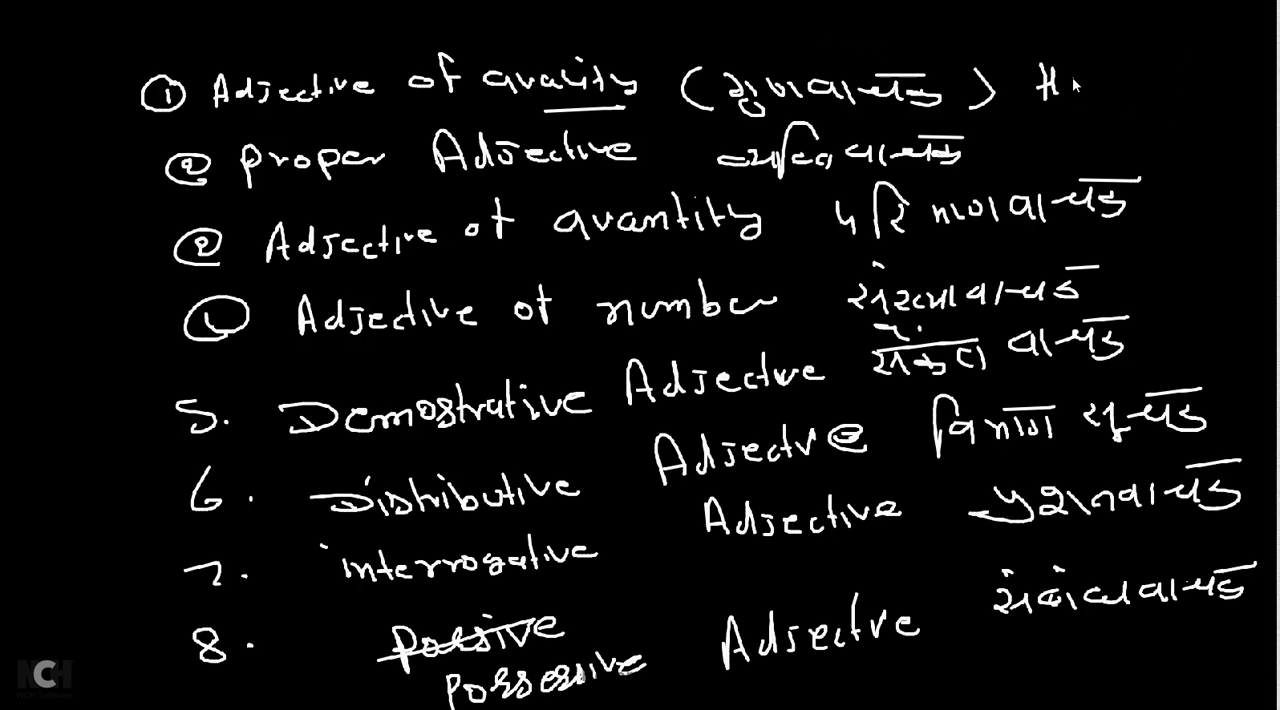 ① Adjective of quality (ગુણવાચક)
② proper Adjective વ્યક્તિવાચક
Adjective of quantity પરિમાણવાચક
Adjective of number સંખ્યાવાચક
5. Demostrative Adjective સંકેતવાચક
6. Distributive Adjective વિભાગસૂચક
7. interrogative Adjective પ્રશ્નવાચક
8. possive possessive Adjective સંબંધવાચક
NCH